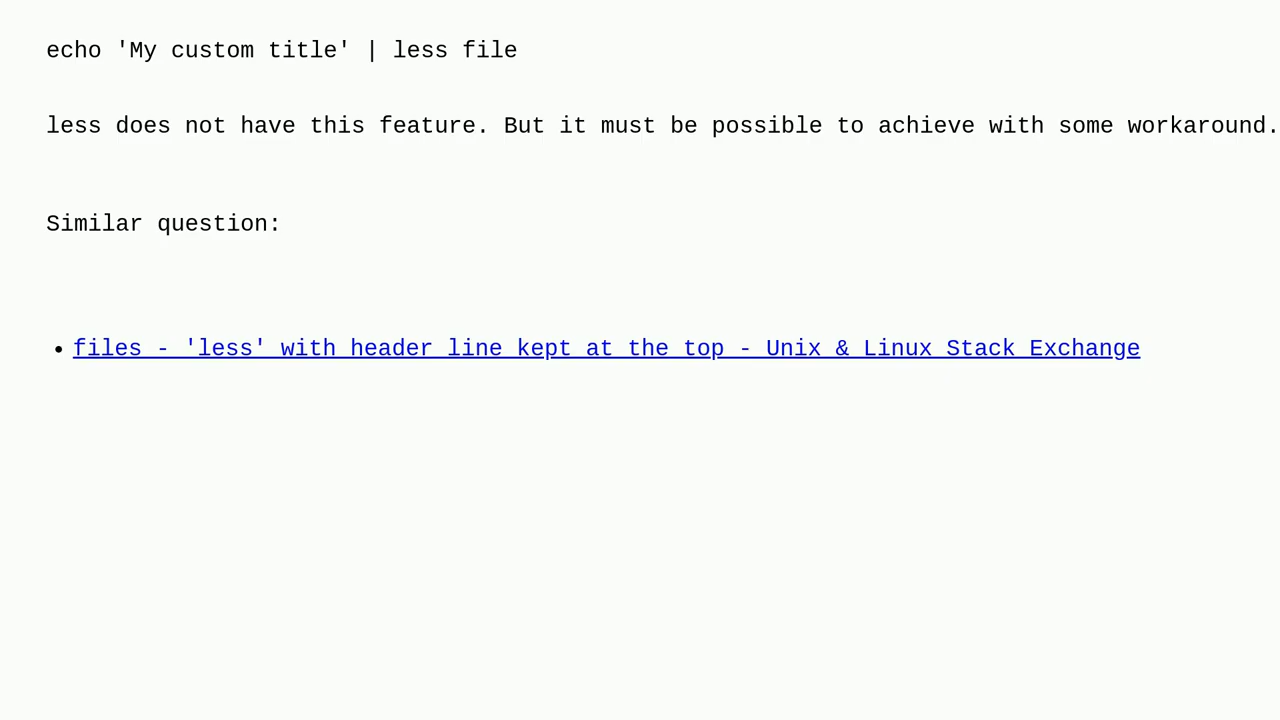 echo 'My custom title' | less file
less does not have this feature. But it must be possible to achieve with some workaround.
Similar question:
• files - 'less' with header line kept at the top - Unix & Linux Stack Exchange